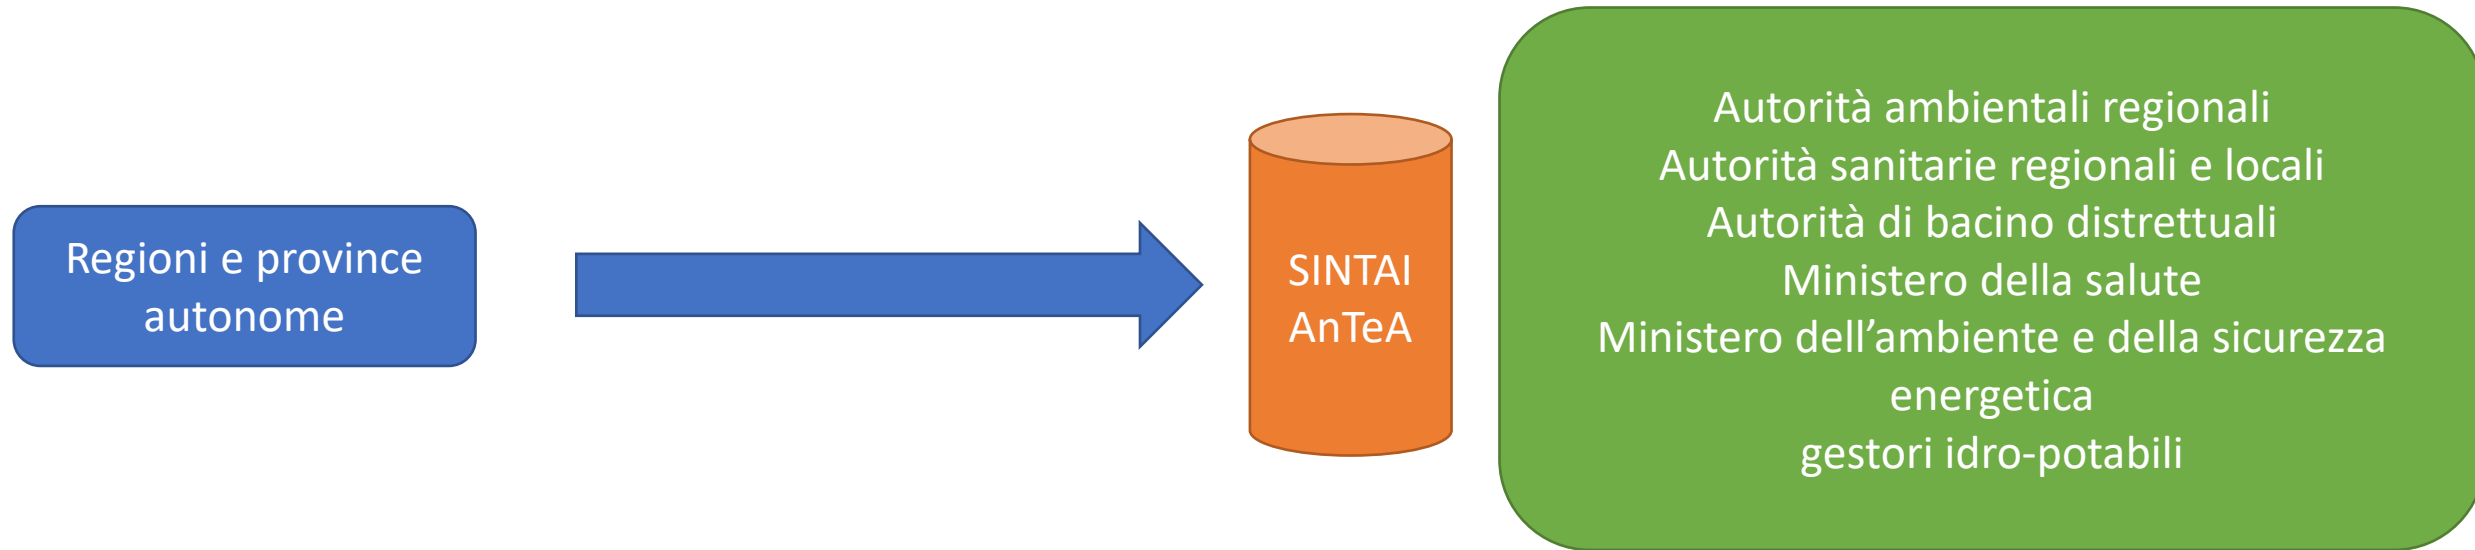 Regioni e province
autonome
SINTAI
AnTeA
Autorità ambientali regionali
Autorità sanitarie regionali e locali
Autorità di bacino distrettuali
Ministero della salute
Ministero dell’ambiente e della sicurezza
energetica
gestori idro-potabili